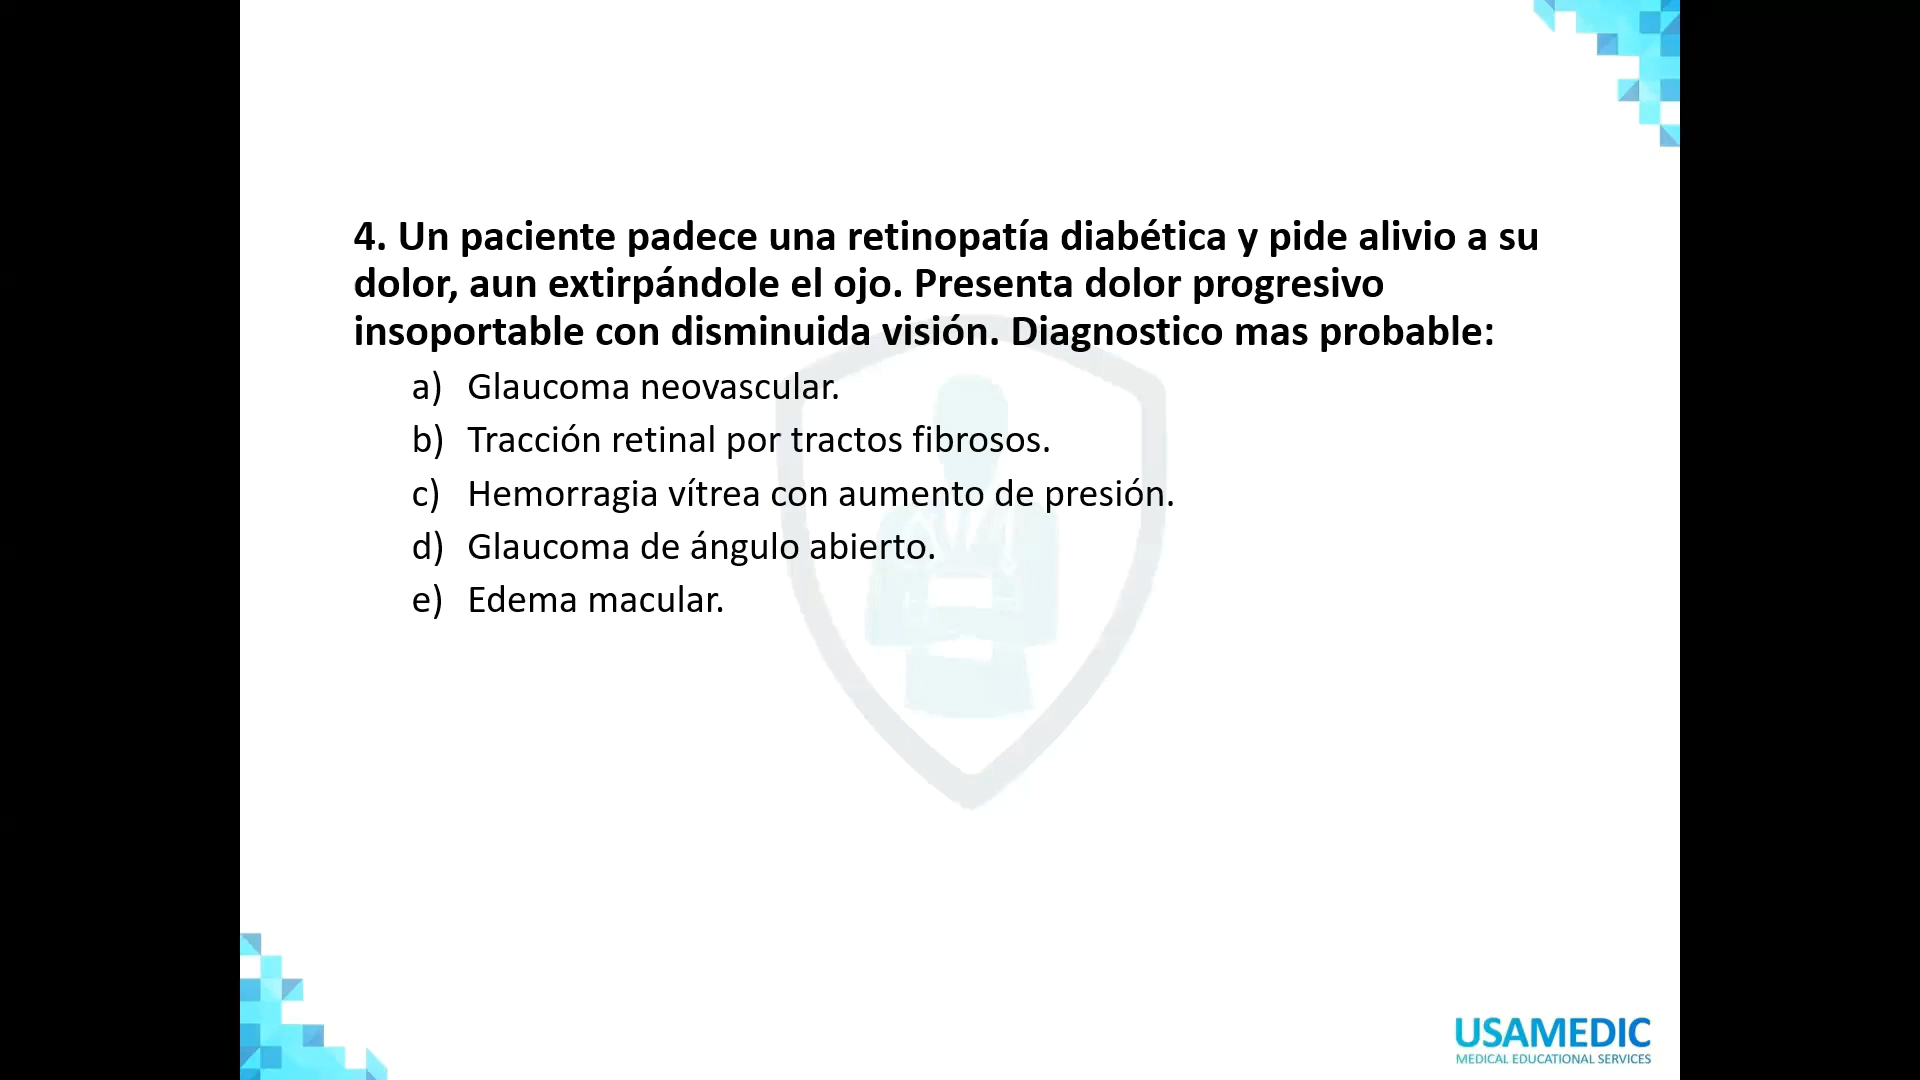 4. Un paciente padece una retinopatía diabética y pide alivio a su
dolor, aun extirpándole el ojo. Presenta dolor progresivo
insoportable con disminuida visión. Diagnostico mas probable:
a) Glaucoma neovascular.
b) Tracción retinal por tractos fibrosos.
c) Hemorragia vítrea con aumento de presión.
d) Glaucoma de ángulo abierto.
e) Edema macular.
USAMEDIC
MEDICAL EDUCATIONAL SERVICES